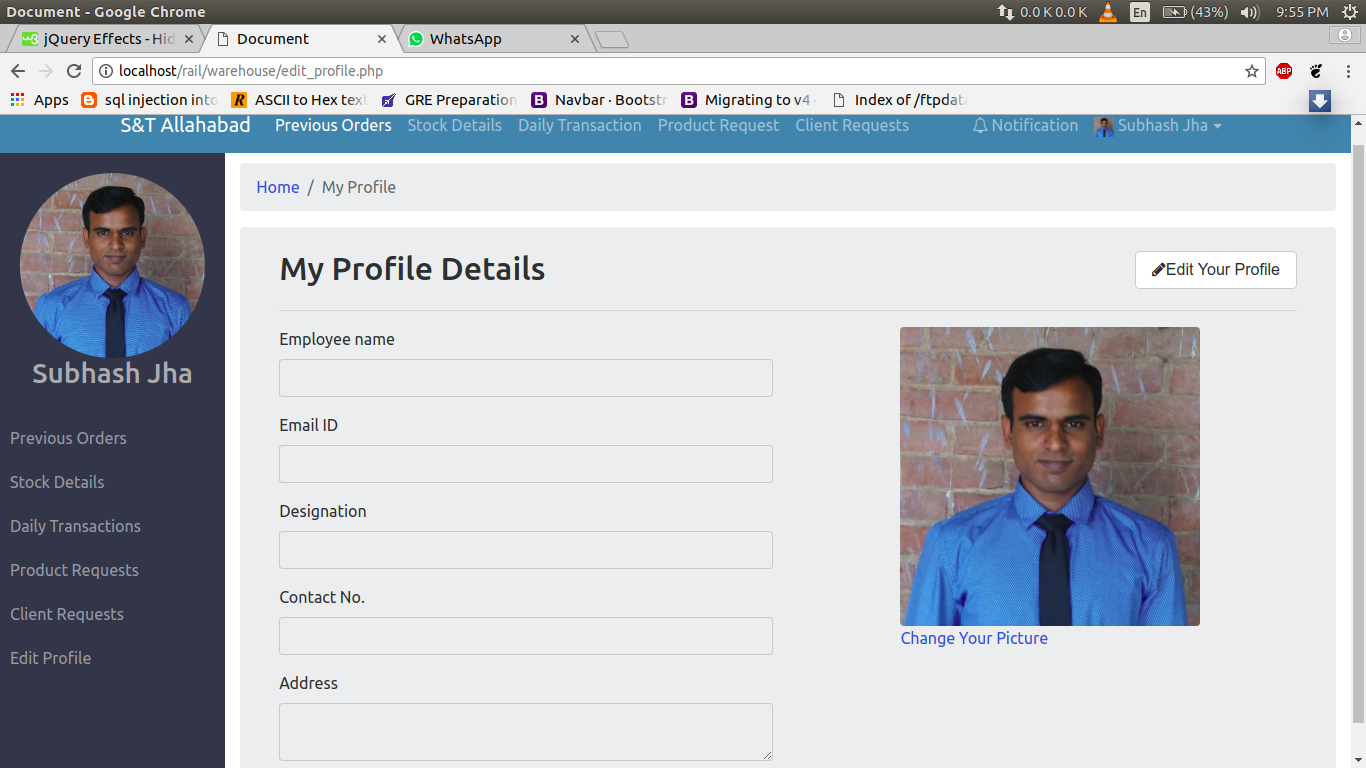 Document - Google Chrome
0.0 K 0.0 K En (43%) 9:55 PM
w3 jQuery Effects - Hid
Document
WhatsApp
localhost/rail/warehouse/edit_profile.php
ABP
Apps sql injection into R ASCII to Hex text GRE Preparation B Navbar · Bootstr B Migrating to v4 · Index of /ftpdata
S&T Allahabad Previous Orders Stock Details Daily Transaction Product Request Client Requests Notification Subhash Jha
Home / My Profile
Subhash Jha
Previous Orders
Stock Details
Daily Transactions
Product Requests
Client Requests
Edit Profile
My Profile Details
Edit Your Profile
Employee name
Email ID
Designation
Contact No.
Address
Change Your Picture